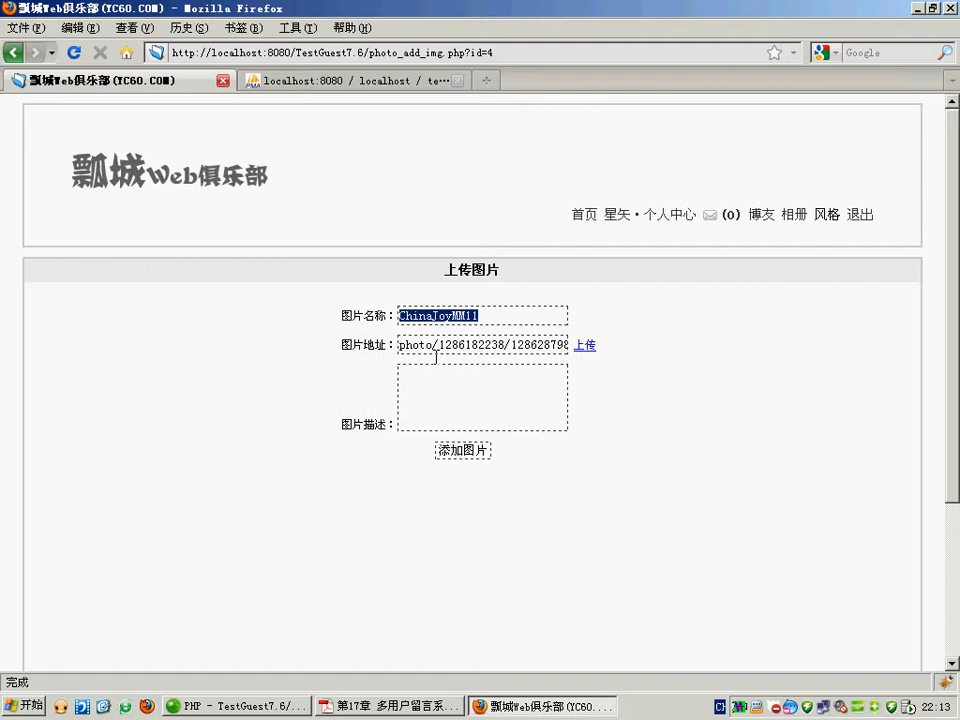 瓢城Web俱乐部(YC60.COM) - Mozilla Firefox
文件(F) 编辑(E) 查看(V) 历史(S) 书签(B) 工具(T) 帮助(H)
http://localhost:8080/TestGuest7.6/photo_add_img.php?id=4
Google
瓢城Web俱乐部(YC60.COM)
localhost:8080 / localhost / te...
瓢城Web俱乐部
首页 星矢·个人中心 (0) 博友 相册 风格 退出
上传图片
图片名称：ChinaJoyMM11
图片地址：photo/1286182238/128628798 上传
图片描述：
添加图片
完成
开始
PHP - TestGuest7.6/...
第17章 多用户留言系...
瓢城Web俱乐部(YC60....
CH
22:13